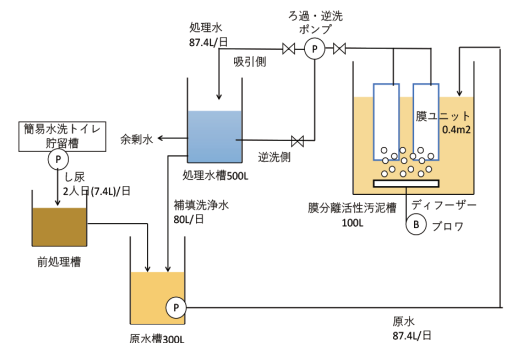 ろ過・逆洗
ポンプ
処理水
87.4L/日
P
吸引側
膜ユニット
0.4m2
簡易水洗トイレ
貯留槽
余剰水
P
逆洗側
処理水槽500L
し尿
2人日(7.4L)/日
補填洗浄水
80L/日
膜分離活性汚泥槽
100L
ディフーザー
B
ブロワ
前処理槽
P
原水槽300L
原水
87.4L/日